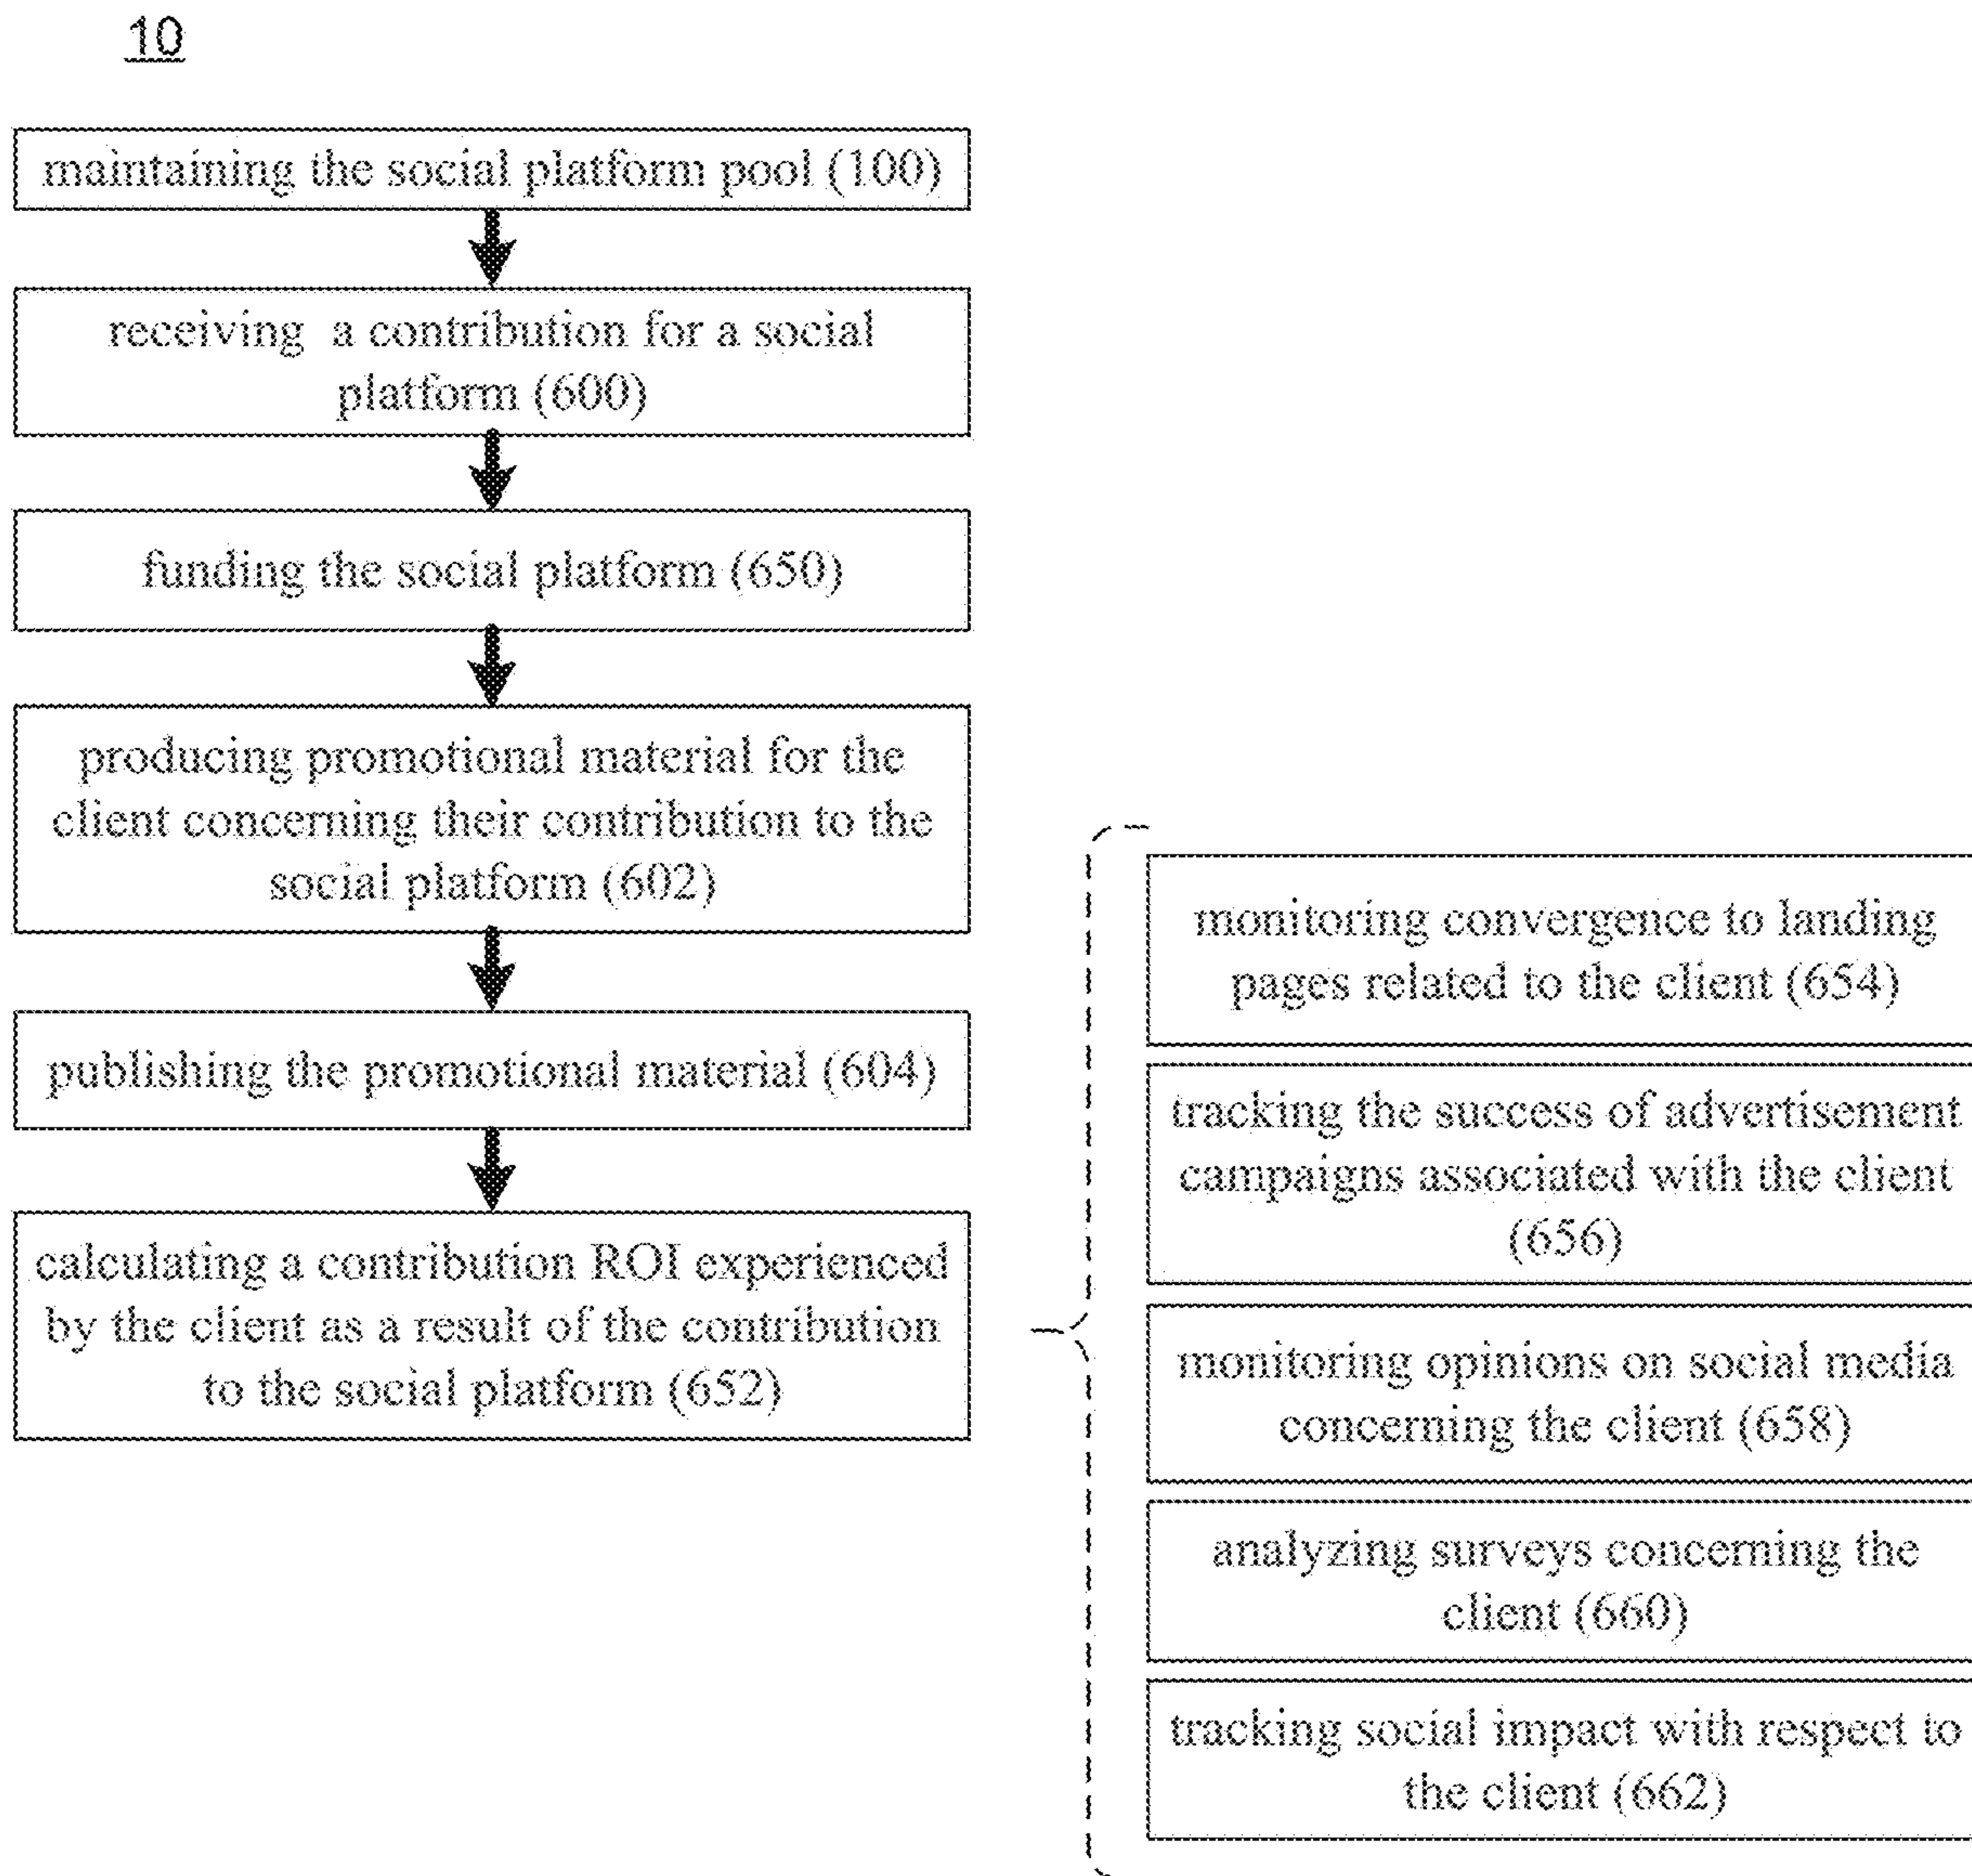 10
maintaining the social platform pool (100)
receiving a contribution for a social
platform (600)
funding the social platform (650)
producing promotional material for the
client concerning their contribution to the
social platform (602)
publishing the promotional material (604)
calculating a contribution ROI experienced
by the client as a result of the contribution
to the social platform (652)
monitoring convergence to landing
pages related to the client (654)
tracking the success of advertisement
campaigns associated with the client
(656)
monitoring opinions on social media
concerning the client (658)
analyzing surveys concerning the
client (660)
tracking social impact with respect to
the client (662)